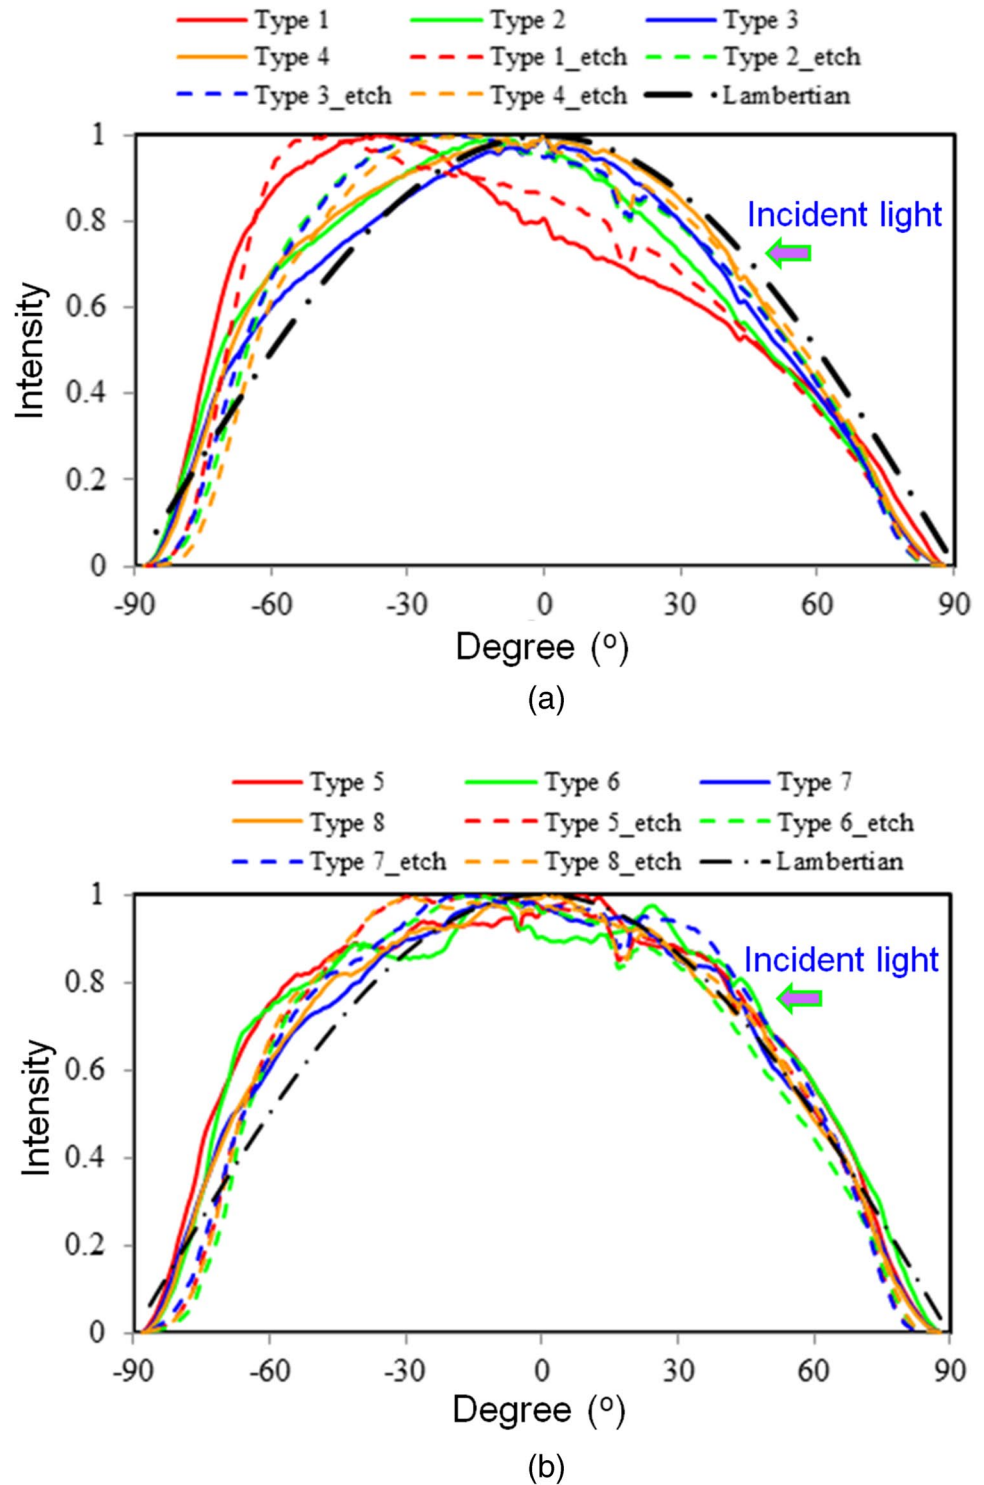 Type 1 Type 2 Type 3
Type 4 Type 1_etch Type 2_etch
Type 3_etch Type 4_etch Lambertian
1
0.8
0.6
0.4
0.2
0
Intensity
Incident light
-90 -60 -30 0 30 60 90
Degree (º)
(a)
Type 5 Type 6 Type 7
Type 8 Type 5_etch Type 6_etch
Type 7_etch Type 8_etch Lambertian
1
0.8
0.6
0.4
0.2
0
Intensity
Incident light
-90 -60 -30 0 30 60 90
Degree (º)
(b)